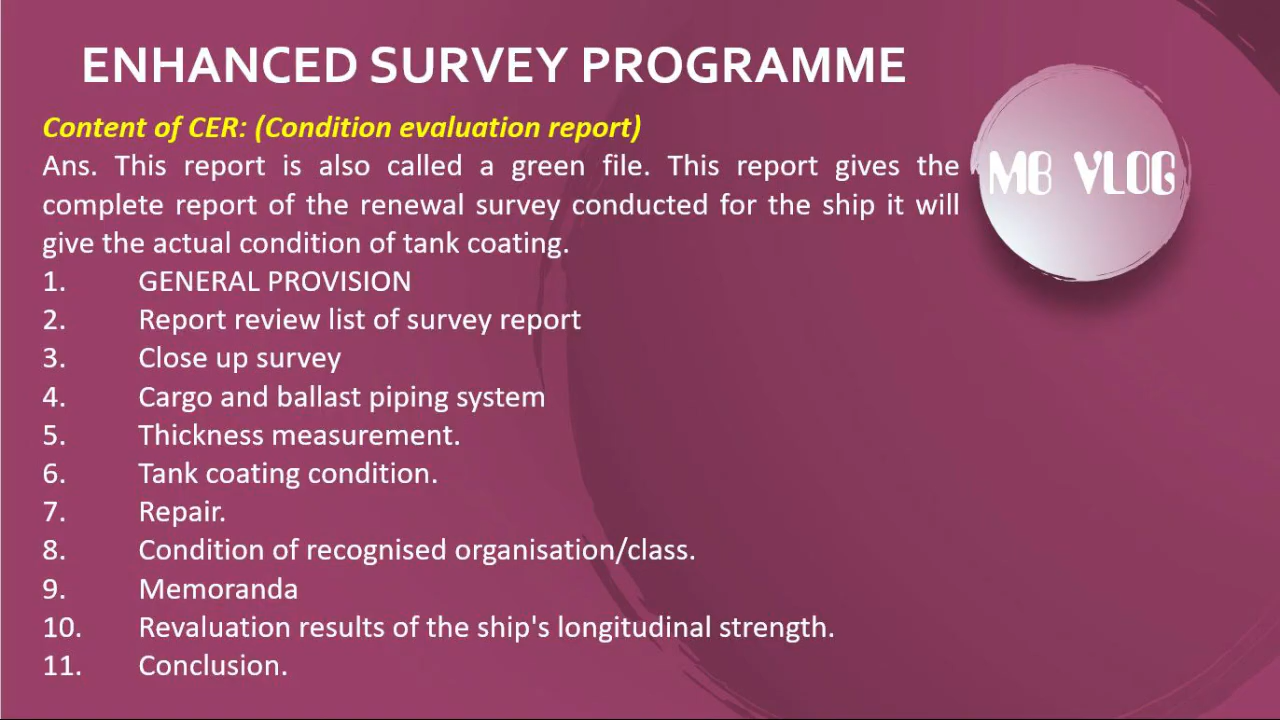 ENHANCED SURVEY PROGRAMME
Content of CER: (Condition evaluation report)
Ans. This report is also called a green file. This report gives the
complete report of the renewal survey conducted for the ship it will
give the actual condition of tank coating.
1. GENERAL PROVISION
2. Report review list of survey report
3. Close up survey
4. Cargo and ballast piping system
5. Thickness measurement.
6. Tank coating condition.
7. Repair.
8. Condition of recognised organisation/class.
9. Memoranda
10. Revaluation results of the ship's longitudinal strength.
11. Conclusion.
MB VLOG